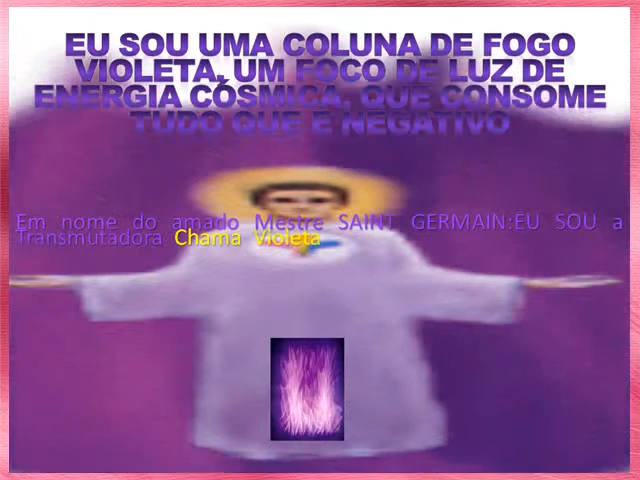 EU SOU UMA COLUNA DE FOGO
VIOLETA, UM FOCO DE LUZ DE
ENERGIA CÓSMICA, QUE CONSOME
TUDO QUE E NEGATIVO
Em nome do amado Mestre SAINT GERMAIN:EU SOU a
Transmutadora Chama Violeta